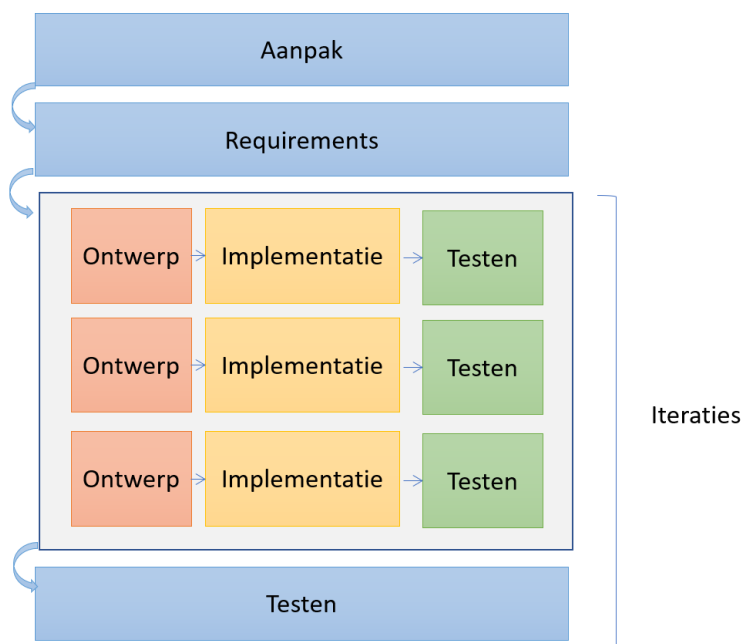 Aanpak
Requirements
Ontwerp
Implementatie
Testen
Ontwerp
Implementatie
Testen
Ontwerp
Implementatie
Testen
Iteraties
Testen